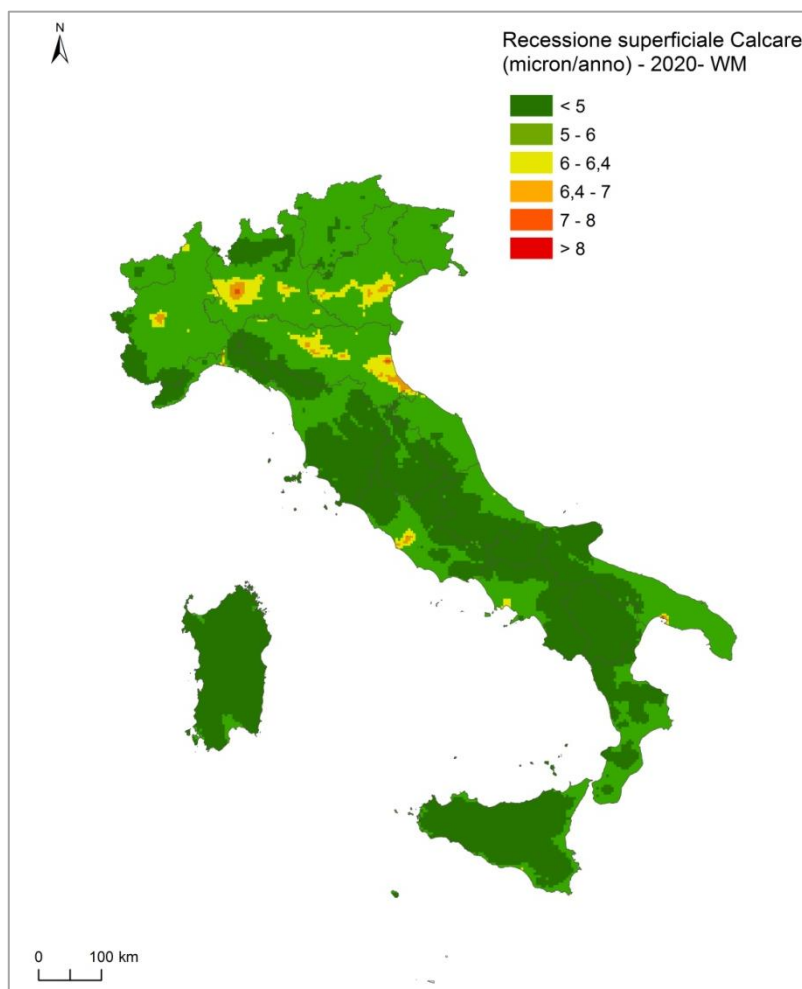 N
Recessione superficiale Calcare
(micron/anno) - 2020- WM
< 5
5 - 6
6 - 6,4
6,4 - 7
7 - 8
> 8
0 100 km